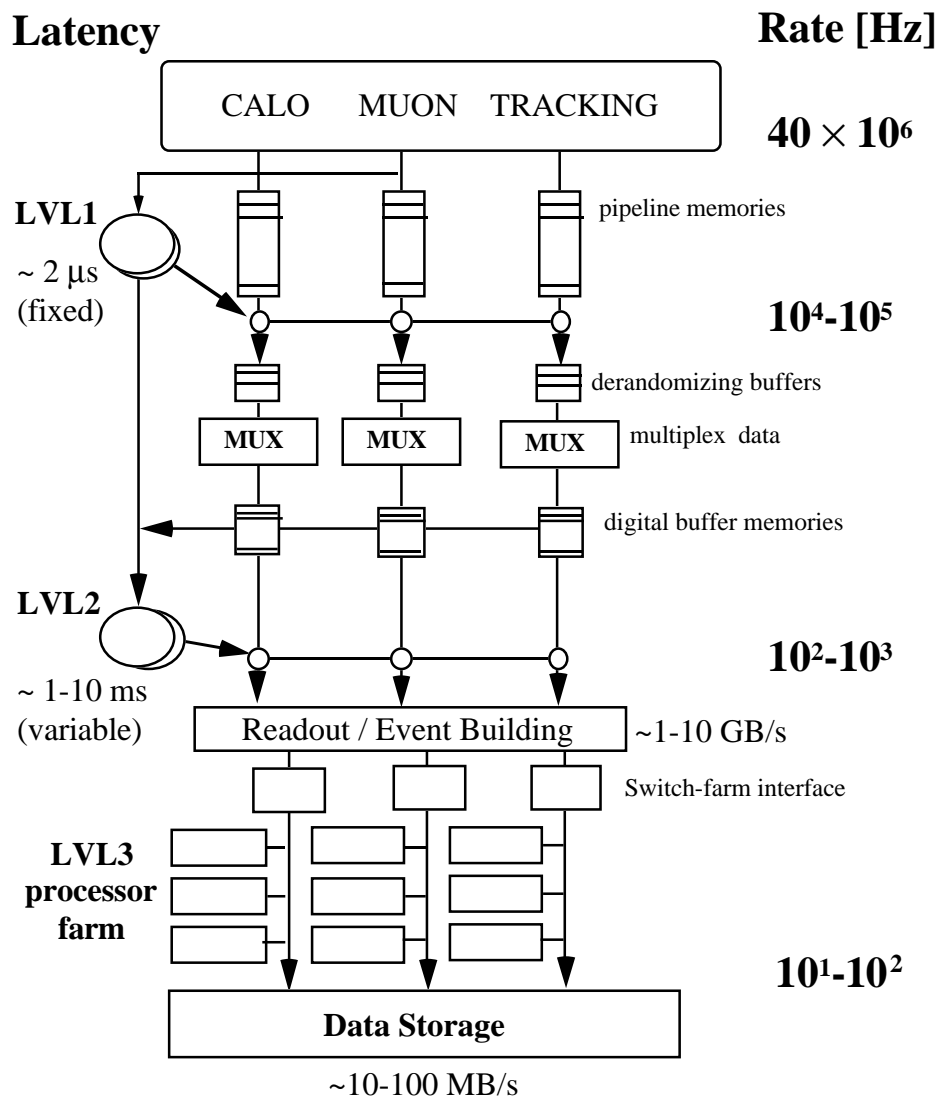 Latency
Rate [Hz]
CALO MUON TRACKING
40 × 10⁶
LVL1
pipeline memories
~ 2 µs
(fixed)
10⁴-10⁵
derandomizing buffers
MUX MUX MUX
multiplex data
digital buffer memories
LVL2
10²-10³
~ 1-10 ms
(variable)
Readout / Event Building
~1-10 GB/s
Switch-farm interface
LVL3
processor
farm
10¹-10²
Data Storage
~10-100 MB/s